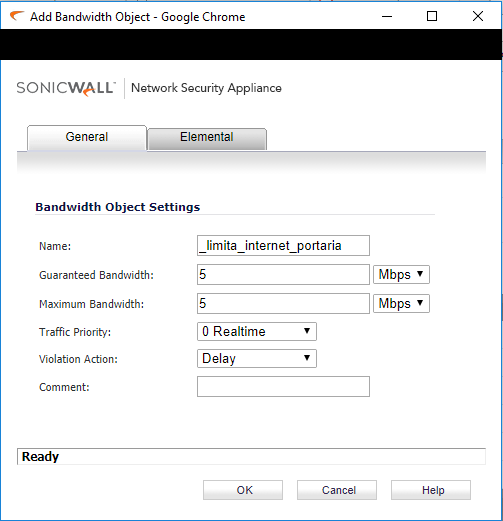 Add Bandwidth Object - Google Chrome
SONICWALL Network Security Appliance
General Elemental
Bandwidth Object Settings
Name: _limita_internet_portaria
Guaranteed Bandwidth: 5 Mbps
Maximum Bandwidth: 5 Mbps
Traffic Priority: 0 Realtime
Violation Action: Delay
Comment:
Ready
OK Cancel Help